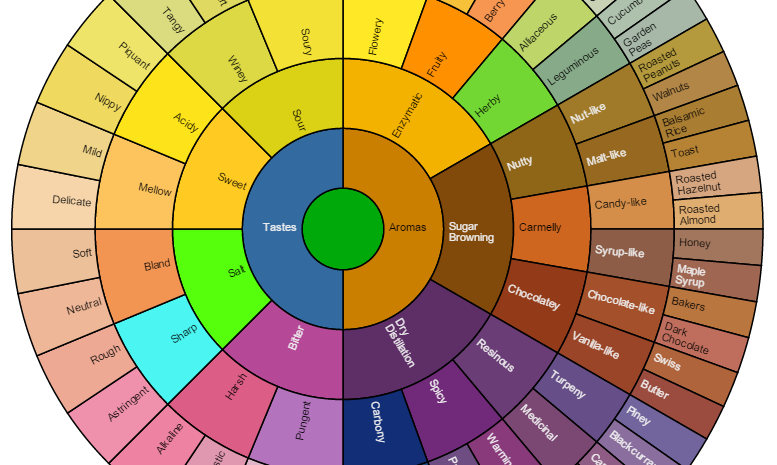 Tastes
Aromas
Sour
Sweet
Salt
Bitter
Enzymatic
Sugar
Browning
Dry
Distillation
Soury
Winey
Acidy
Mellow
Bland
Sharp
Harsh
Pungent
Flowery
Fruity
Herby
Nutty
Carmelly
Chocolatey
Resinous
Spicy
Carbony
Tangy
Piquant
Nippy
Mild
Delicate
Soft
Neutral
Rough
Astringent
Alkaline
Berry
Alliaceous
Leguminous
Nut-like
Malt-like
Candy-like
Syrup-like
Chocolate-like
Vanilla-like
Turpeny
Medicinal
Garden
Peas
Roasted
Peanuts
Walnuts
Balsamic
Rice
Toast
Roasted
Hazelnut
Roasted
Almond
Honey
Maple
Syrup
Bakers
Dark
Chocolate
Swiss
Butter
Piney